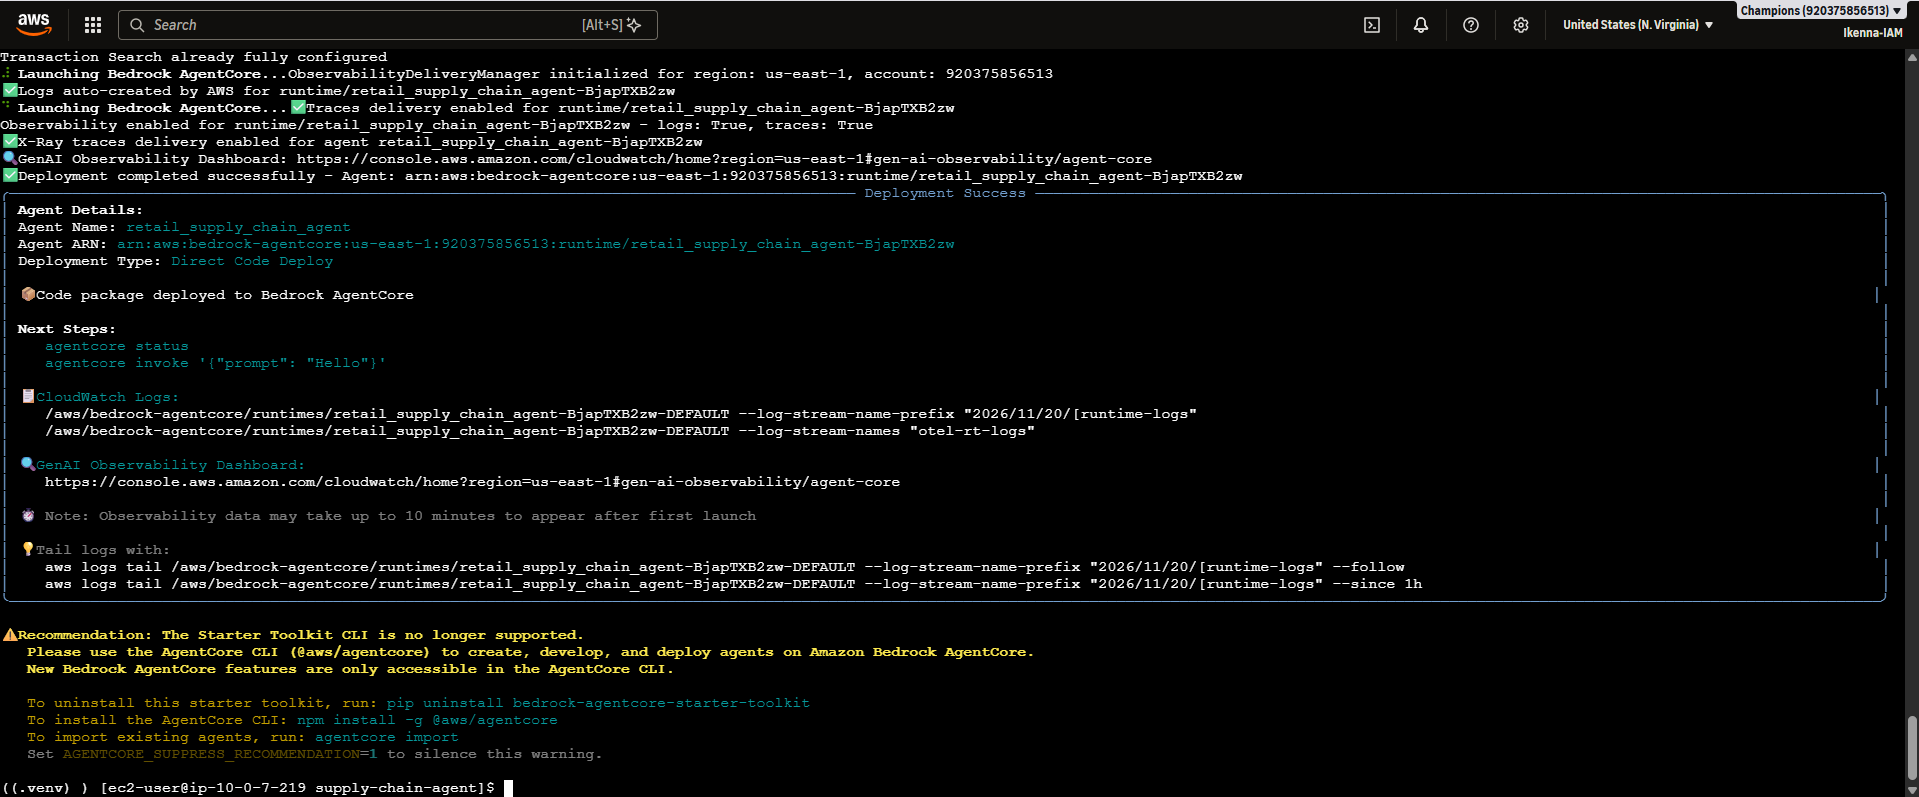 aws
Search
[Alt+S]
United States (N. Virginia)
Champions (920375856513)
Ikenna-IAM
Transaction Search already fully configured
Launching Bedrock AgentCore...ObservabilityDeliveryManager initialized for region: us-east-1, account: 920375856513
✅Logs auto-created by AWS for runtime/retail_supply_chain_agent-BjapTXB2zw
Launching Bedrock AgentCore...✅Traces delivery enabled for runtime/retail_supply_chain_agent-BjapTXB2zw
Observability enabled for runtime/retail_supply_chain_agent-BjapTXB2zw - logs: True, traces: True
✅X-Ray traces delivery enabled for agent retail_supply_chain_agent-BjapTXB2zw
🔍GenAI Observability Dashboard: https://console.aws.amazon.com/cloudwatch/home?region=us-east-1#gen-ai-observability/agent-core
✅Deployment completed successfully - Agent: arn:aws:bedrock-agentcore:us-east-1:920375856513:runtime/retail_supply_chain_agent-BjapTXB2zw
Deployment Success
Agent Details:
Agent Name: retail_supply_chain_agent
Agent ARN: arn:aws:bedrock-agentcore:us-east-1:920375856513:runtime/retail_supply_chain_agent-BjapTXB2zw
Deployment Type: Direct Code Deploy
📦Code package deployed to Bedrock AgentCore
Next Steps:
agentcore status
agentcore invoke '{"prompt": "Hello"}'
📋CloudWatch Logs:
/aws/bedrock-agentcore/runtimes/retail_supply_chain_agent-BjapTXB2zw-DEFAULT --log-stream-name-prefix "2026/11/20/[runtime-logs"
/aws/bedrock-agentcore/runtimes/retail_supply_chain_agent-BjapTXB2zw-DEFAULT --log-stream-names "otel-rt-logs"
🔍GenAI Observability Dashboard:
https://console.aws.amazon.com/cloudwatch/home?region=us-east-1#gen-ai-observability/agent-core
⏱️ Note: Observability data may take up to 10 minutes to appear after first launch
💡Tail logs with:
aws logs tail /aws/bedrock-agentcore/runtimes/retail_supply_chain_agent-BjapTXB2zw-DEFAULT --log-stream-name-prefix "2026/11/20/[runtime-logs" --follow
aws logs tail /aws/bedrock-agentcore/runtimes/retail_supply_chain_agent-BjapTXB2zw-DEFAULT --log-stream-name-prefix "2026/11/20/[runtime-logs" --since 1h
⚠️Recommendation: The Starter Toolkit CLI is no longer supported.
Please use the AgentCore CLI (@aws/agentcore) to create, develop, and deploy agents on Amazon Bedrock AgentCore.
New Bedrock AgentCore features are only accessible in the AgentCore CLI.
To uninstall this starter toolkit, run: pip uninstall bedrock-agentcore-starter-toolkit
To install the AgentCore CLI: npm install -g @aws/agentcore
To import existing agents, run: agentcore import
Set AGENTCORE_SUPPRESS_RECOMMENDATION=1 to silence this warning.
((.venv) ) [ec2-user@ip-10-0-7-219 supply-chain-agent]$